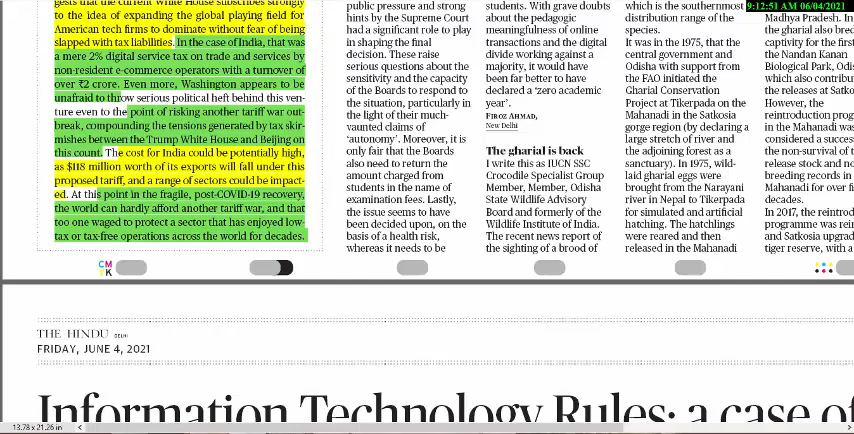 gests that the current White House subscribes strongly
to the idea of expanding the global playing field for
American tech firms to dominate without fear of being
slapped with tax liabilities. In the case of India, that was
a mere 2% digital service tax on trade and services by
non-resident e-commerce operators with a turnover of
over ₹2 crore. Even more, Washington appears to be
unafraid to throw serious political heft behind this ven-
ture even to the point of risking another tariff war out-
break, compounding the tensions generated by tax skir-
mishes between the Trump White House and Beijing on
this count. The cost for India could be potentially high,
as $118 million worth of its exports will fall under this
proposed tariff, and a range of sectors could be impact-
ed. At this point in the fragile, post-COVID-19 recovery,
the world can hardly afford another tariff war, and that
too one waged to protect a sector that has enjoyed low-
tax or tax-free operations across the world for decades.
public pressure and strong
hints by the Supreme Court
had a significant role to play
in shaping the final
decision. These raise
serious questions about the
sensitivity and the capacity
of the Boards to respond to
the situation, particularly in
the light of their much-
vaunted claims of
'autonomy'. Moreover, it is
only fair that the Boards
also need to return the
amount charged from
students in the name of
examination fees. Lastly,
the issue seems to have
been decided upon, on the
basis of a health risk,
whereas it needs to be
students. With grave doubts
about the pedagogic
meaningfulness of online
transactions and the digital
divide working against a
majority, it would have
been far better to have
declared a 'zero academic
year'.
FIROZ AHMAD,
New Delhi
The gharial is back
I write this as IUCN SSC
Crocodile Specialist Group
Member, Member, Odisha
State Wildlife Advisory
Board and formerly of the
Wildlife Institute of India.
The recent news report of
the sighting of a brood of
which is the southernmost
distribution range of the
species.
It was in the 1975, that the
central government and
Odisha with support from
the FAO initiated the
Gharial Conservation
Project at Tikerpada on the
Mahanadi in the Satkosia
gorge region (by declaring a
large stretch of river and
the adjoining forest as a
sanctuary). In 1975, wild-
laid gharial eggs were
brought from the Narayani
river in Nepal to Tikerpada
for simulated and artificial
hatching. The hatchlings
were reared and then
released in the Mahanadi
9:12:51 AM 06/04/2021
Madhya Pradesh. In
the gharial also bred
captivity for the first
the Nandan Kanan
Biological Park,
which also
the releases at
However, the
reintroduction
in the Mahanadi was
considered a
the non-survival of
release stock and no
breeding records in
Mahanadi for over
decades.
In 2017, the
programme was
and Satkosia
tiger reserve, with a
CM
YK
THE HINDU DELHI
FRIDAY, JUNE 4, 2021
Information Technology Rules: a case of
13.78 x 21.26 in